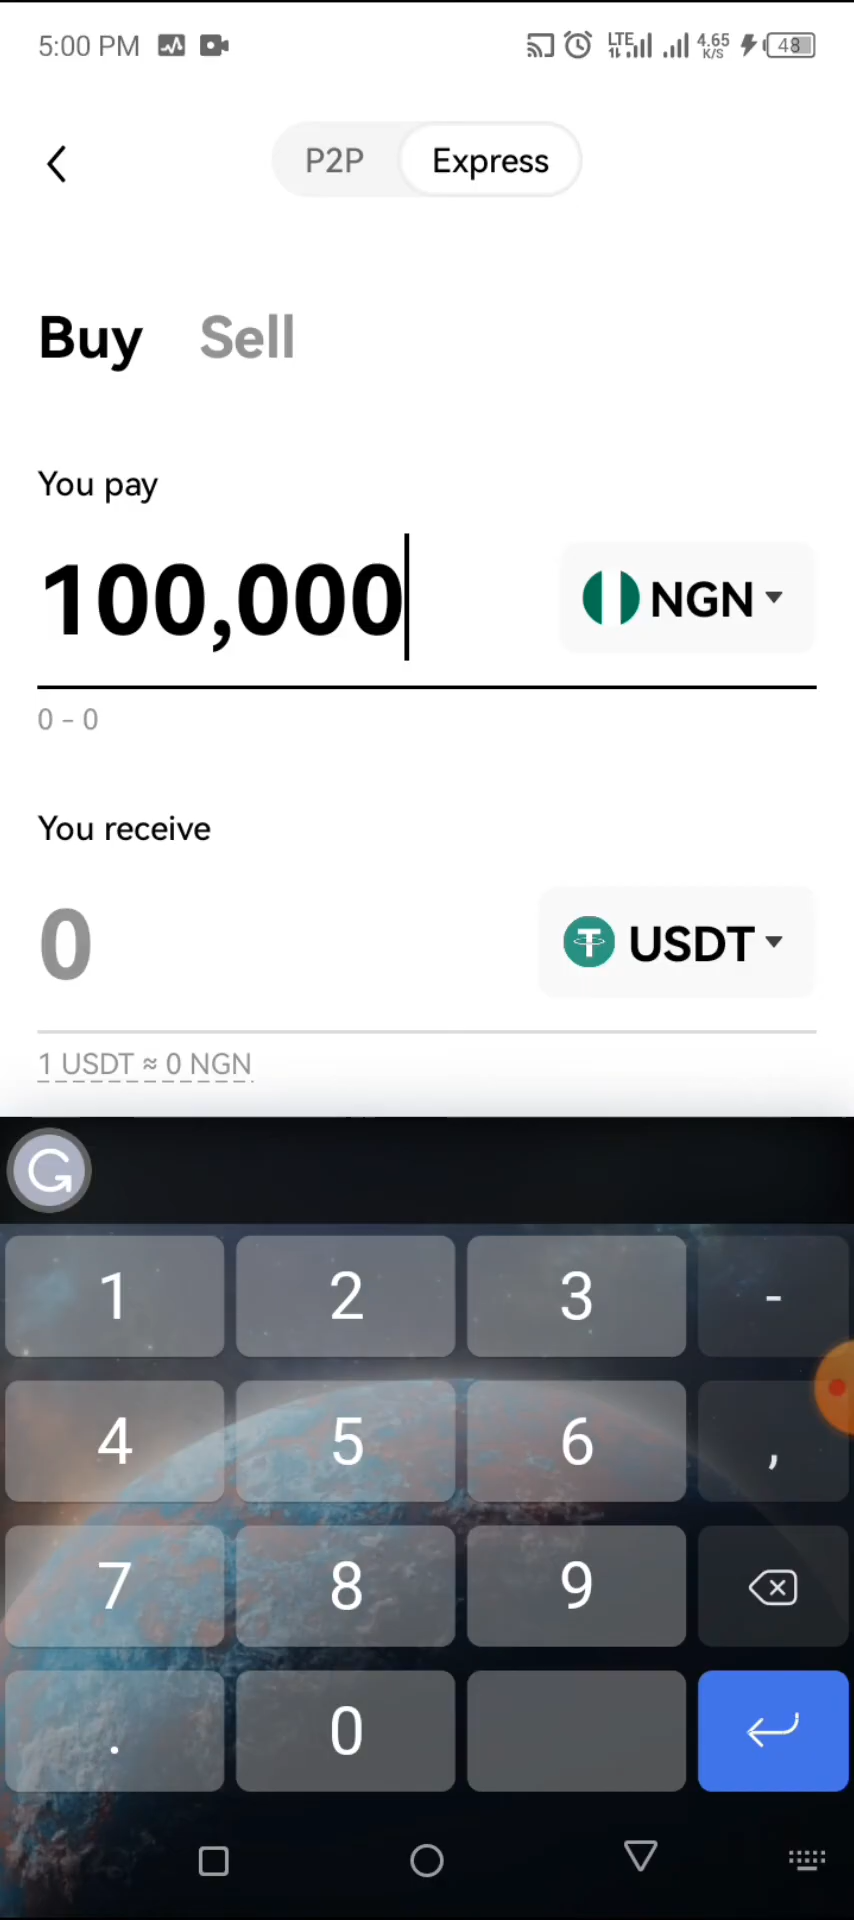 5:00 PM LTE 4.65 K/S 48
P2P Express
Buy Sell
You pay
100,000 NGN
0 - 0
You receive
0 USDT
1 USDT ≈ 0 NGN
1 2 3 -
4 5 6 ,
7 8 9
. 0